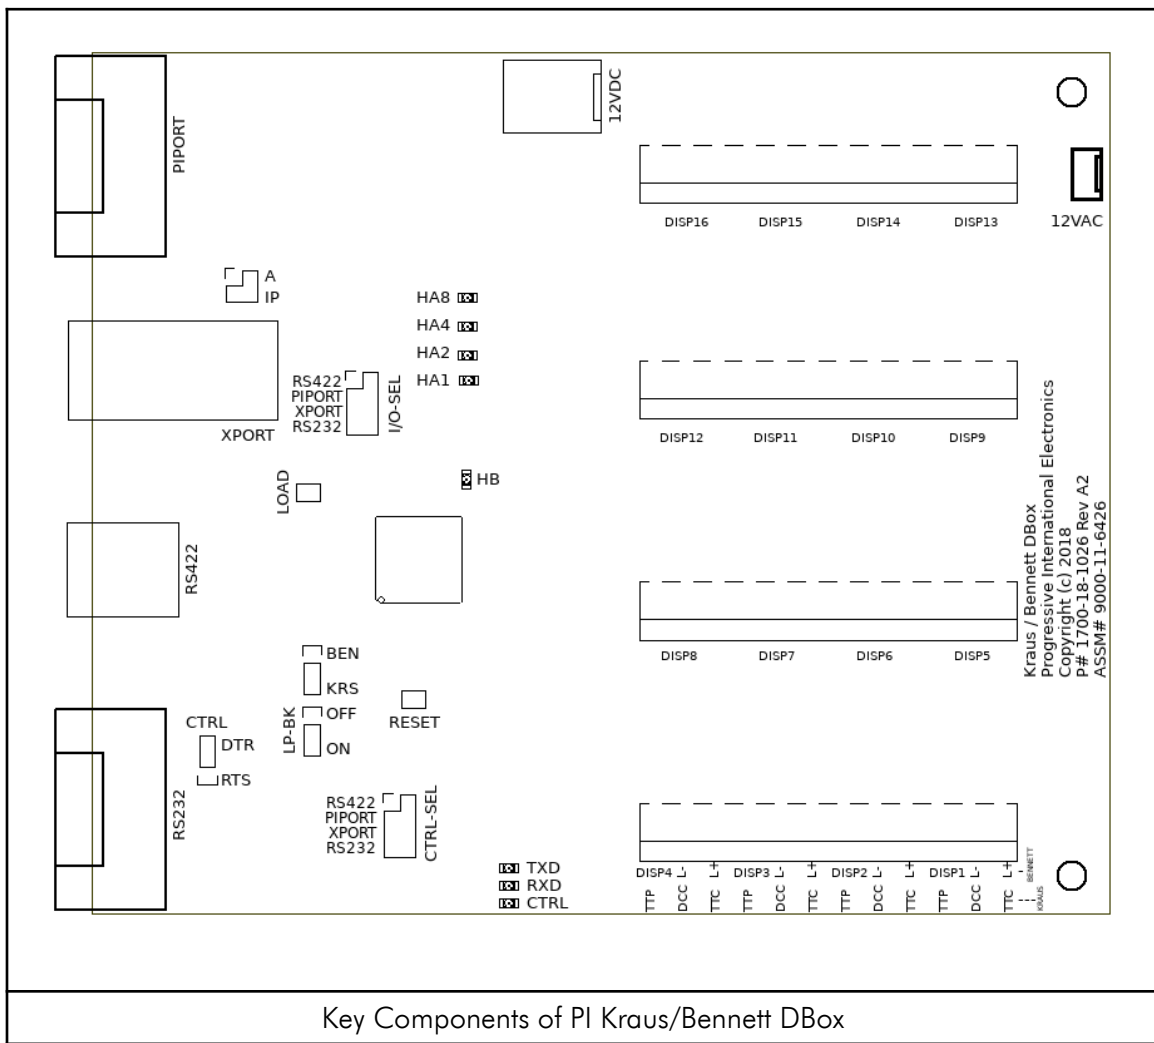 12VDC
PIPORT
DISP16 DISP15 DISP14 DISP13
12VAC
A
IP
HA8
HA4
HA2
HA1
RS422
PIPORT
XPORT
RS232
I/O-SEL
XPORT
DISP12 DISP11 DISP10 DISP9
LOAD
HB
RS422
Kraus / Bennett DBox
Progressive International Electronics
Copyright (c) 2018
P# 1700-18-1026 Rev A2
ASSM# 9000-11-6426
DISP8 DISP7 DISP6 DISP5
BEN
KRS
LP-BK
OFF
ON
RESET
CTRL
DTR
RTS
RS232
RS422
PIPORT
XPORT
RS232
CTRL-SEL
TXD
RXD
CTRL
DISP4 L- L+ DISP3 L- L+ DISP2 L- L+ DISP1 L- L+ - BENNETT
TTP DCC TTC TTP DCC TTC TTP DCC TTC TTP DCC TTC --- KRAUS
Key Components of PI Kraus/Bennett DBox